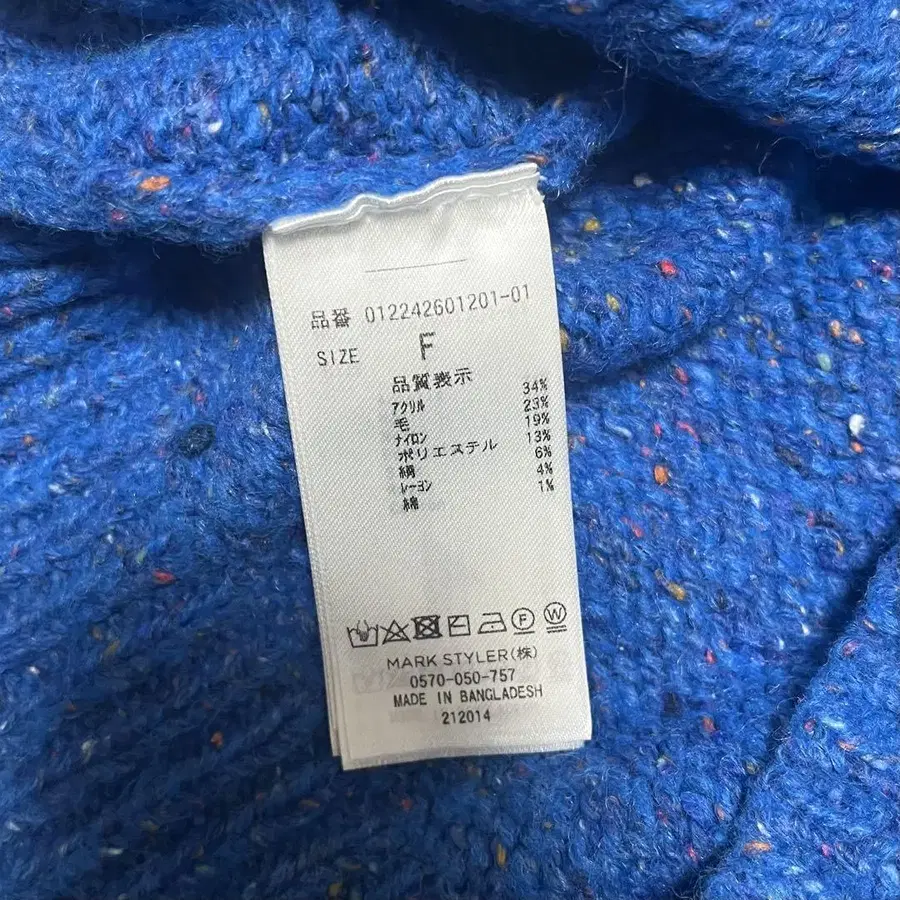 品番 012242601201-01
SIZE F
品質表示
アクリル 34%
毛 23%
ナイロン 19%
ポリエステル 13%
絹 6%
レーヨン 4%
綿 1%
MARK STYLER(株)
0570-050-757
MADE IN BANGLADESH
212014